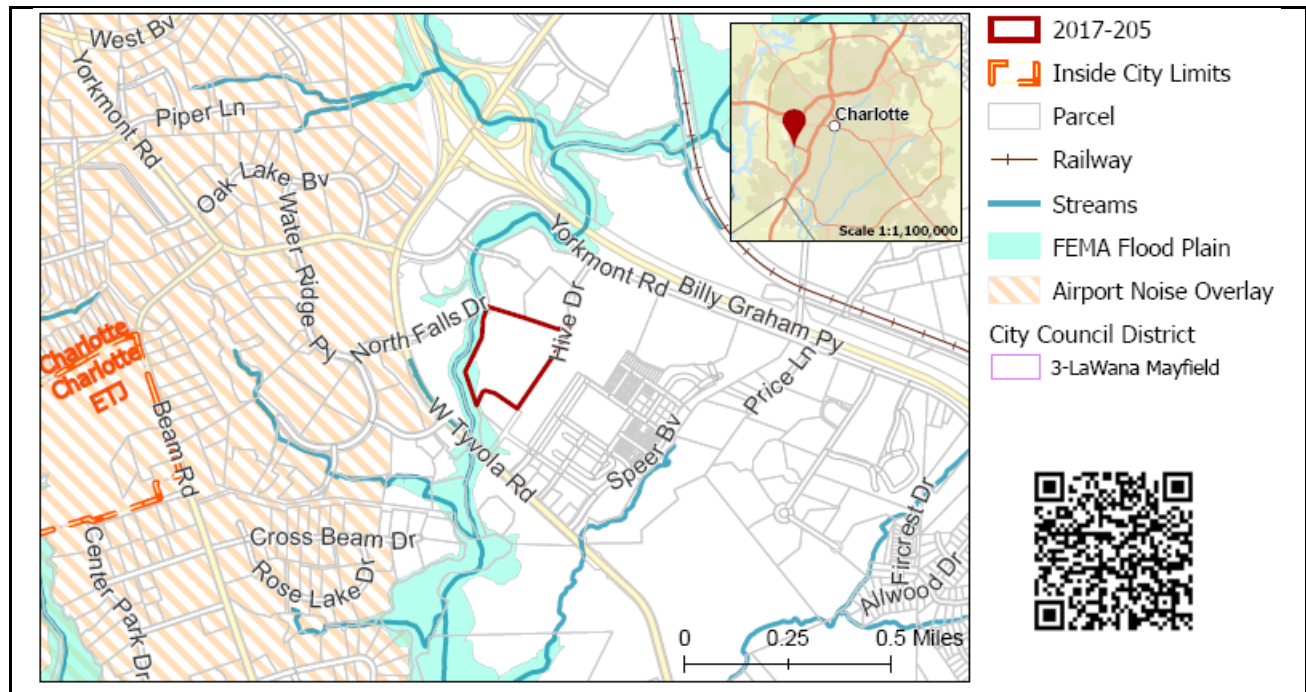 West Bv
Yorkmont Rd
Piper Ln
Oak Lake Bv
Water Ridge Py
North Falls Dr
Yorkmont Rd
Billy Graham Py
Hive Dr
Price Ln
Speer Bv
W Tyvola Rd
Charlotte
Charlotte
ETJ
Beam Rd
Cross Beam Dr
Rose Lake Dr
Center Park Dr
Fircrest Dr
Allwood Dr
0 0.25 0.5 Miles
Charlotte
Scale 1:1,100,000
2017-205
Inside City Limits
Parcel
Railway
Streams
FEMA Flood Plain
Airport Noise Overlay
City Council District
3-LaWana Mayfield